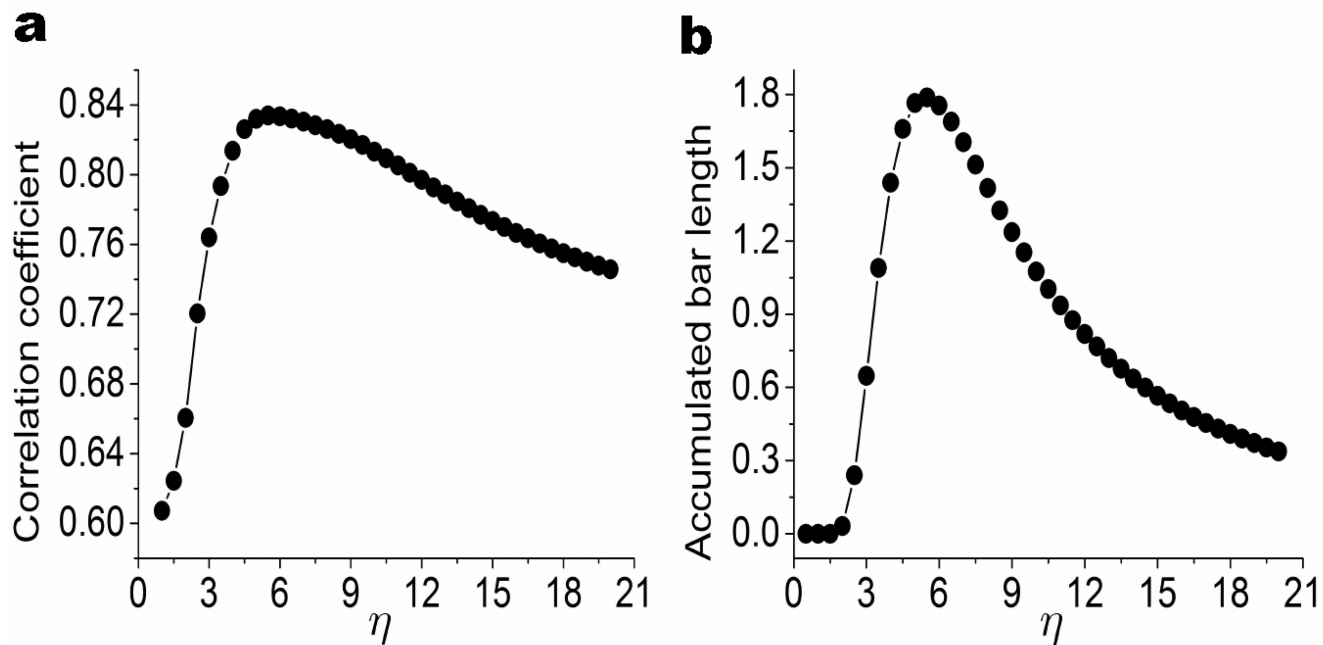 a
Correlation coefficient
0.84
0.80
0.76
0.72
0.68
0.64
0.60
0 3 6 9 12 15 18 21
η
b
Accumulated bar length
1.8
1.5
1.2
0.9
0.6
0.3
0.0
0 3 6 9 12 15 18 21
η